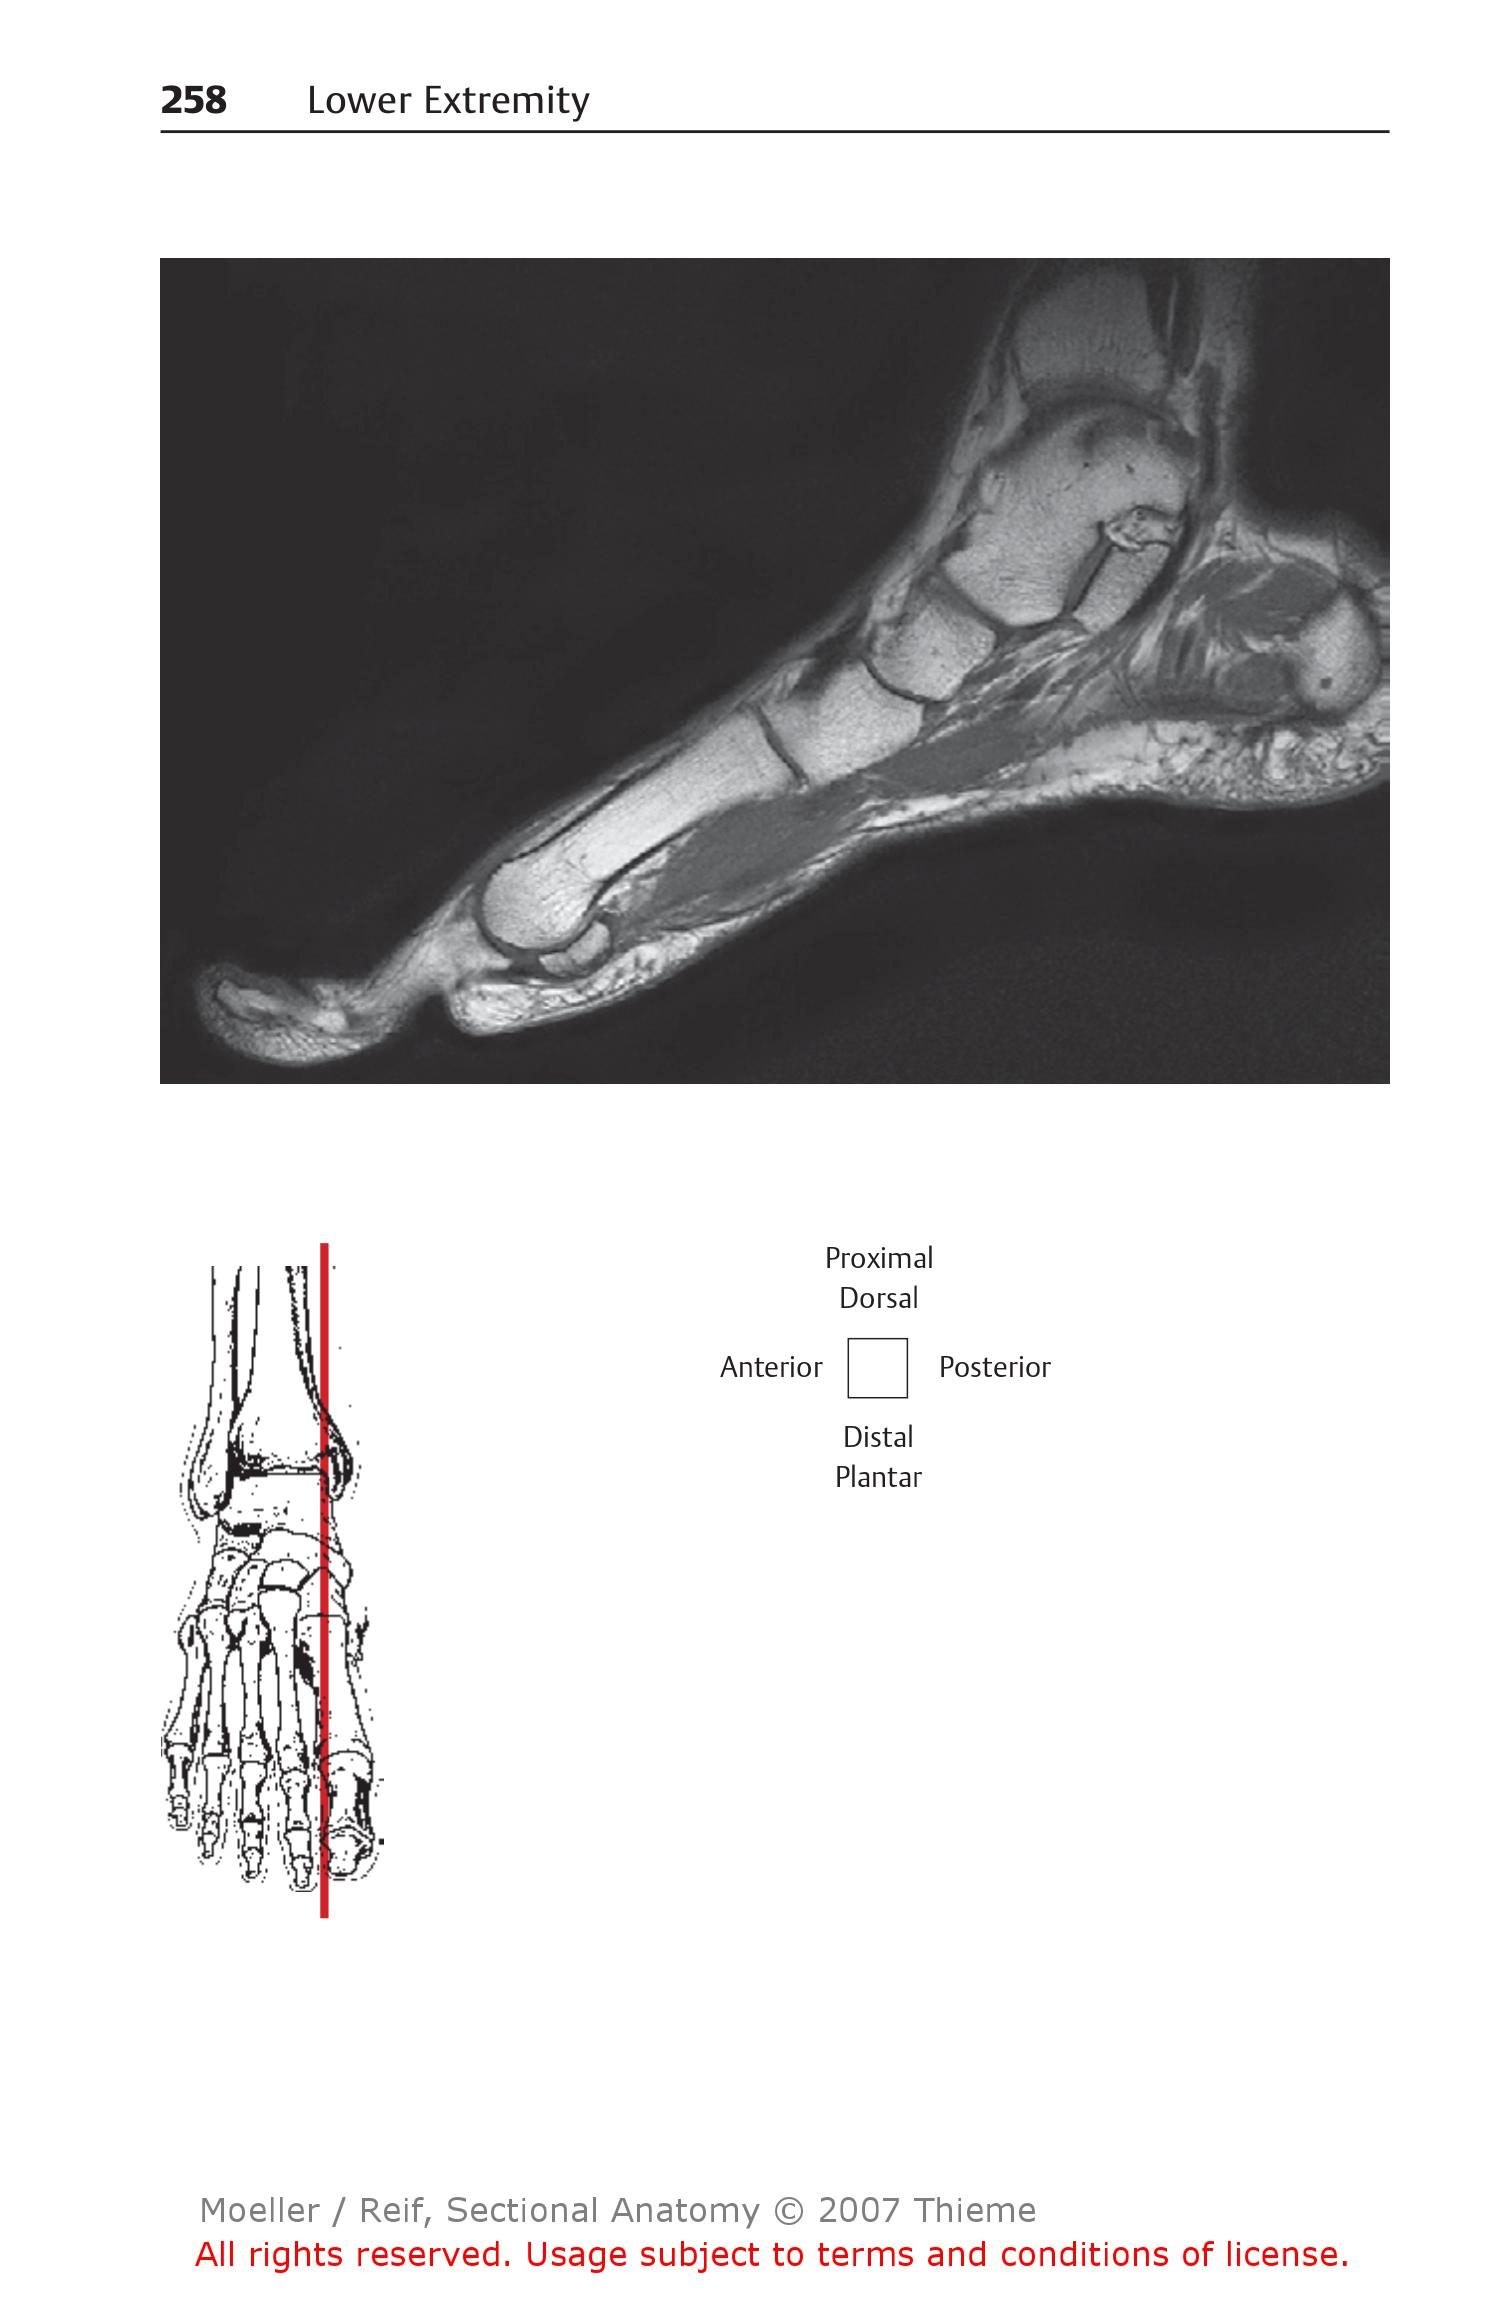 258 Lower Extremity
Proximal
Dorsal
Anterior Posterior
Distal
Plantar
Moeller / Reif, Sectional Anatomy © 2007 Thieme
All rights reserved. Usage subject to terms and conditions of license.